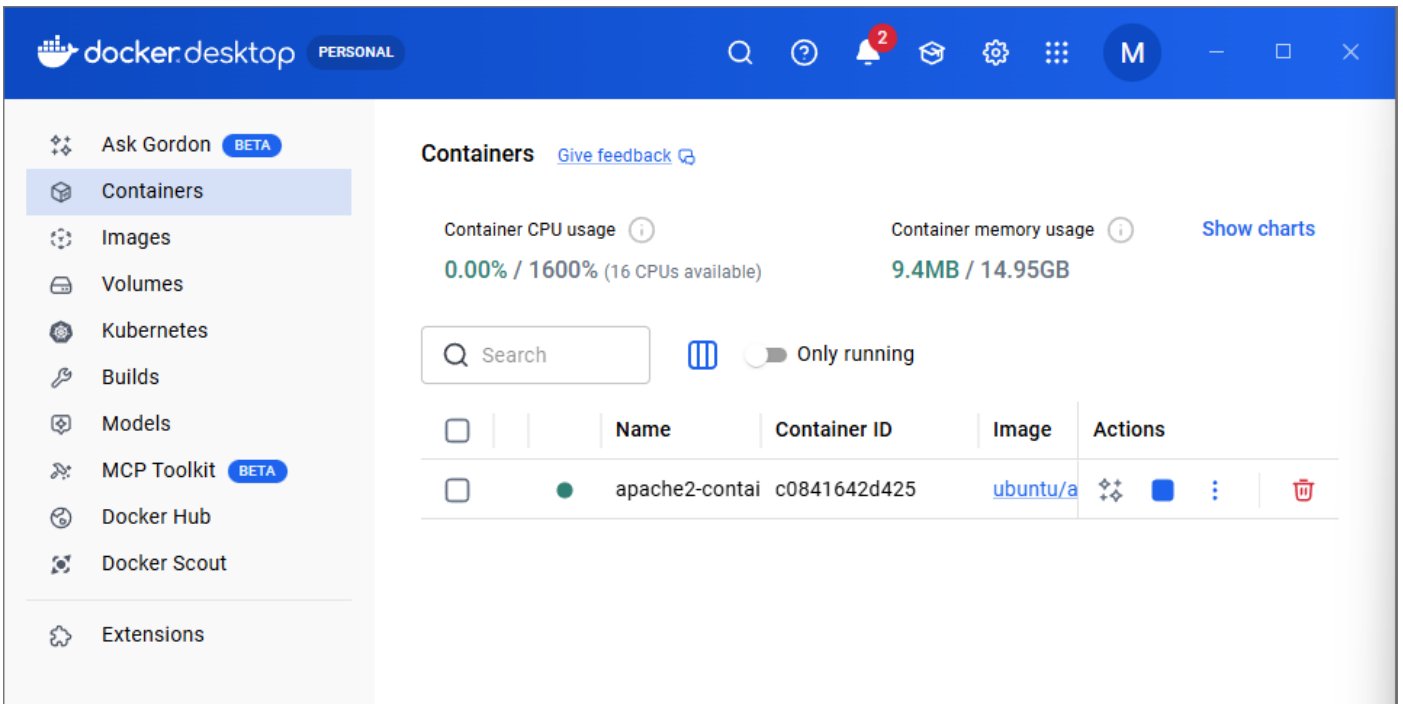 docker.desktop PERSONAL 2 M
Ask Gordon BETA
Containers
Images
Volumes
Kubernetes
Builds
Models
MCP Toolkit BETA
Docker Hub
Docker Scout
Extensions
Containers Give feedback
Container CPU usage Container memory usage Show charts
0.00% / 1600% (16 CPUs available) 9.4MB / 14.95GB
Search Only running
Name Container ID Image Actions
apache2-contai c0841642d425 ubuntu/a